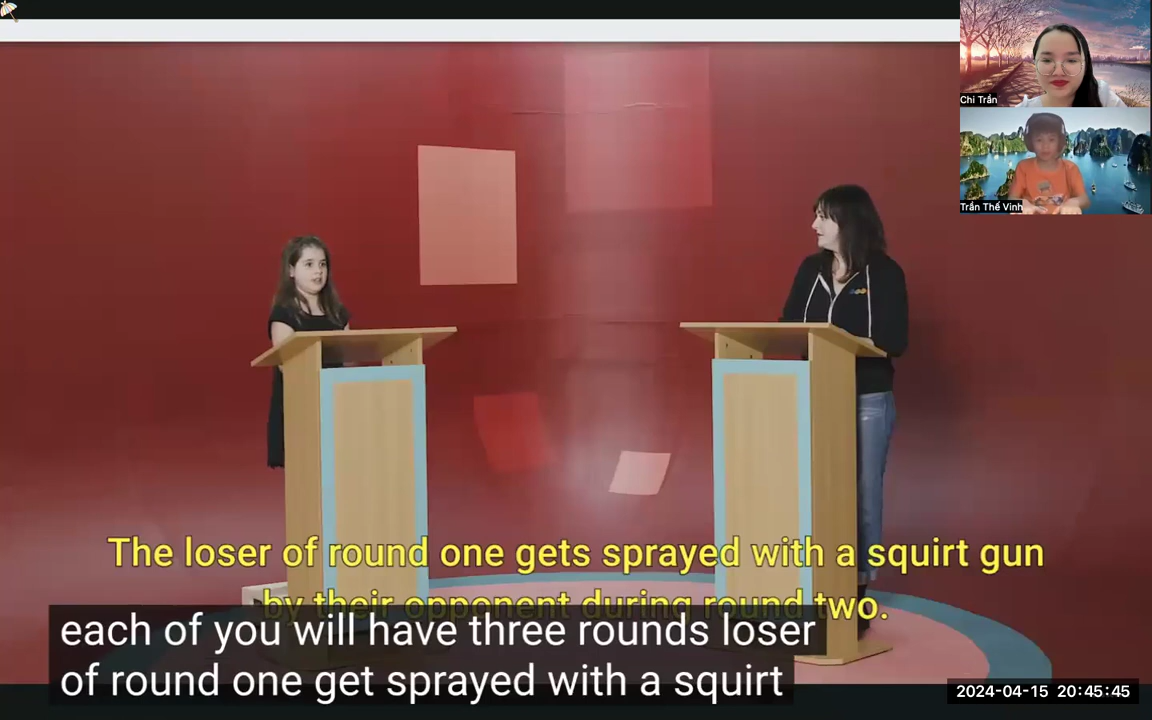 Chi Trần
Trần Thế Vinh
The loser of round one gets sprayed with a squirt gun
by their opponent during round two.
each of you will have three rounds loser
of round one get sprayed with a squirt
2024-04-15 20:45:45